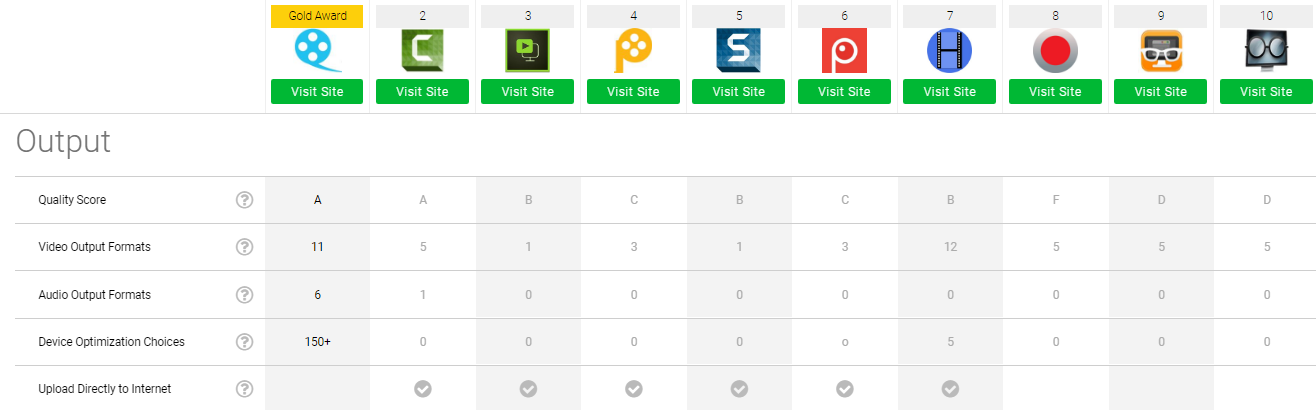 Gold Award 2 3 4 5 6 7 8 9 10
Visit Site Visit Site Visit Site Visit Site Visit Site Visit Site Visit Site Visit Site Visit Site Visit Site
Output
Quality Score ? A A B C B C B F D D
Video Output Formats ? 11 5 1 3 1 3 12 5 5 5
Audio Output Formats ? 6 1 0 0 0 0 0 0 0 0
Device Optimization Choices ? 150+ 0 0 0 0 o 5 0 0 0
Upload Directly to Internet ?